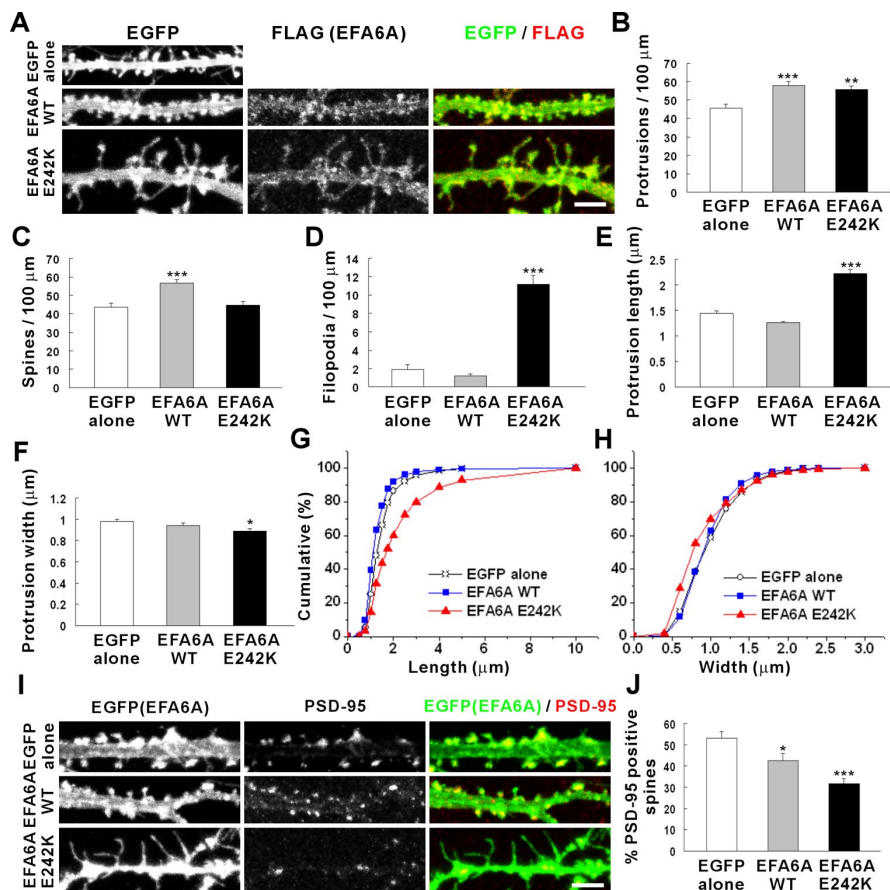 A
EGFP
FLAG (EFA6A)
EGFP / FLAG
EGFP
alone
EFA6A
WT
EFA6A
E242K
B
Protrusions / 100 μm
70
60
50
40
30
20
10
0
***
**
EGFP
alone
EFA6A
WT
EFA6A
E242K
C
Spines / 100 μm
70
60
50
40
30
20
10
0
***
EGFP
alone
EFA6A
WT
EFA6A
E242K
D
Filopodia / 100 μm
14
12
10
8
6
4
2
0
***
EGFP
alone
EFA6A
WT
EFA6A
E242K
E
Protrusion length (μm)
2.5
2
1.5
1
0.5
0
***
EGFP
alone
EFA6A
WT
EFA6A
E242K
F
Protrusion width (μm)
1.2
1
0.8
0.6
0.4
0.2
0
*
EGFP
alone
EFA6A
WT
EFA6A
E242K
G
Cumulative (%)
100
80
60
40
20
0
EGFP alone
EFA6A WT
EFA6A E242K
0 2 4 6 8 10
Length (μm)
H
100
80
60
40
20
0
EGFP alone
EFA6A WT
EFA6A E242K
0.0 0.5 1.0 1.5 2.0 2.5 3.0
Width (μm)
I
EGFP(EFA6A)
PSD-95
EGFP(EFA6A) / PSD-95
EGFP
alone
EFA6A
WT
EFA6A
E242K
J
% PSD-95 positive
spines
60
50
40
30
20
10
0
*
***
EGFP
alone
EFA6A
WT
EFA6A
E242K